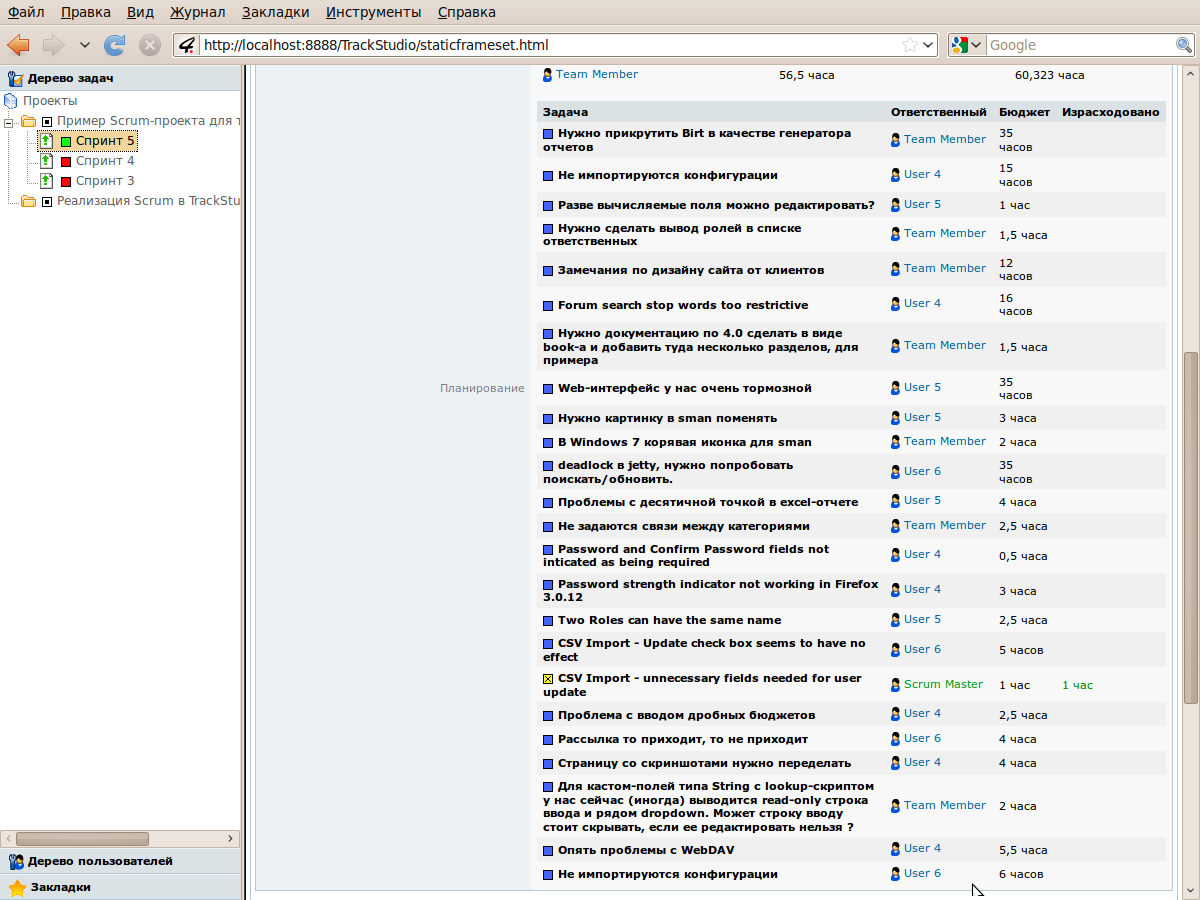 Файл Правка Вид Журнал Закладки Инструменты Справка
http://localhost:8888/TrackStudio/staticframeset.html
Google
Дерево задач
Проекты
Пример Scrum-проекта для
Спринт 5
Спринт 4
Спринт 3
Реализация Scrum в TrackStu
Дерево пользователей
Закладки
Планирование
Team Member 56,5 часа 60,323 часа
Задача Ответственный Бюджет Израсходовано
Нужно прикрутить Birt в качестве генератора
отчетов
Team Member
35
часов
Не импортируются конфигурации
User 4
15
часов
Разве вычисляемые поля можно редактировать? User 5 1 час
Нужно сделать вывод ролей в списке
ответственных
Team Member 1,5 часа
Замечания по дизайну сайта от клиентов
Team Member
12
часов
Forum search stop words too restrictive
User 4
16
часов
Нужно документацию по 4.0 сделать в виде
book-а и добавить туда несколько разделов, для
примера
Team Member 1,5 часа
Web-интерфейс у нас очень тормозной
User 5
35
часов
Нужно картинку в sman поменять User 5 3 часа
В Windows 7 корявая иконка для sman Team Member 2 часа
deadlock в jetty, нужно попробовать
поискать/обновить.
User 6
35
часов
Проблемы с десятичной точкой в excel-отчете User 5 4 часа
Не задаются связи между категориями Team Member 2,5 часа
Password and Confirm Password fields not
inticated as being required
User 4 0,5 часа
Password strength indicator not working in Firefox
3.0.12
User 4 3 часа
Two Roles can have the same name User 5 2,5 часа
CSV Import - Update check box seems to have no
effect
User 6 5 часов
CSV Import - unnecessary fields needed for user
update
Scrum Master 1 час 1 час
Проблема с вводом дробных бюджетов User 4 2,5 часа
Рассылка то приходит, то не приходит User 6 4 часа
Страницу со скриншотами нужно переделать User 4 4 часа
Для кастом-полей типа String с lookup-скриптом
у нас сейчас (иногда) выводится read-only строка
ввода и рядом dropdown. Может строку вводу
стоит скрывать, если ее редактировать нельзя ?
Team Member 2 часа
Опять проблемы с WebDAV User 4 5,5 часа
Не импортируются конфигурации User 6 6 часов